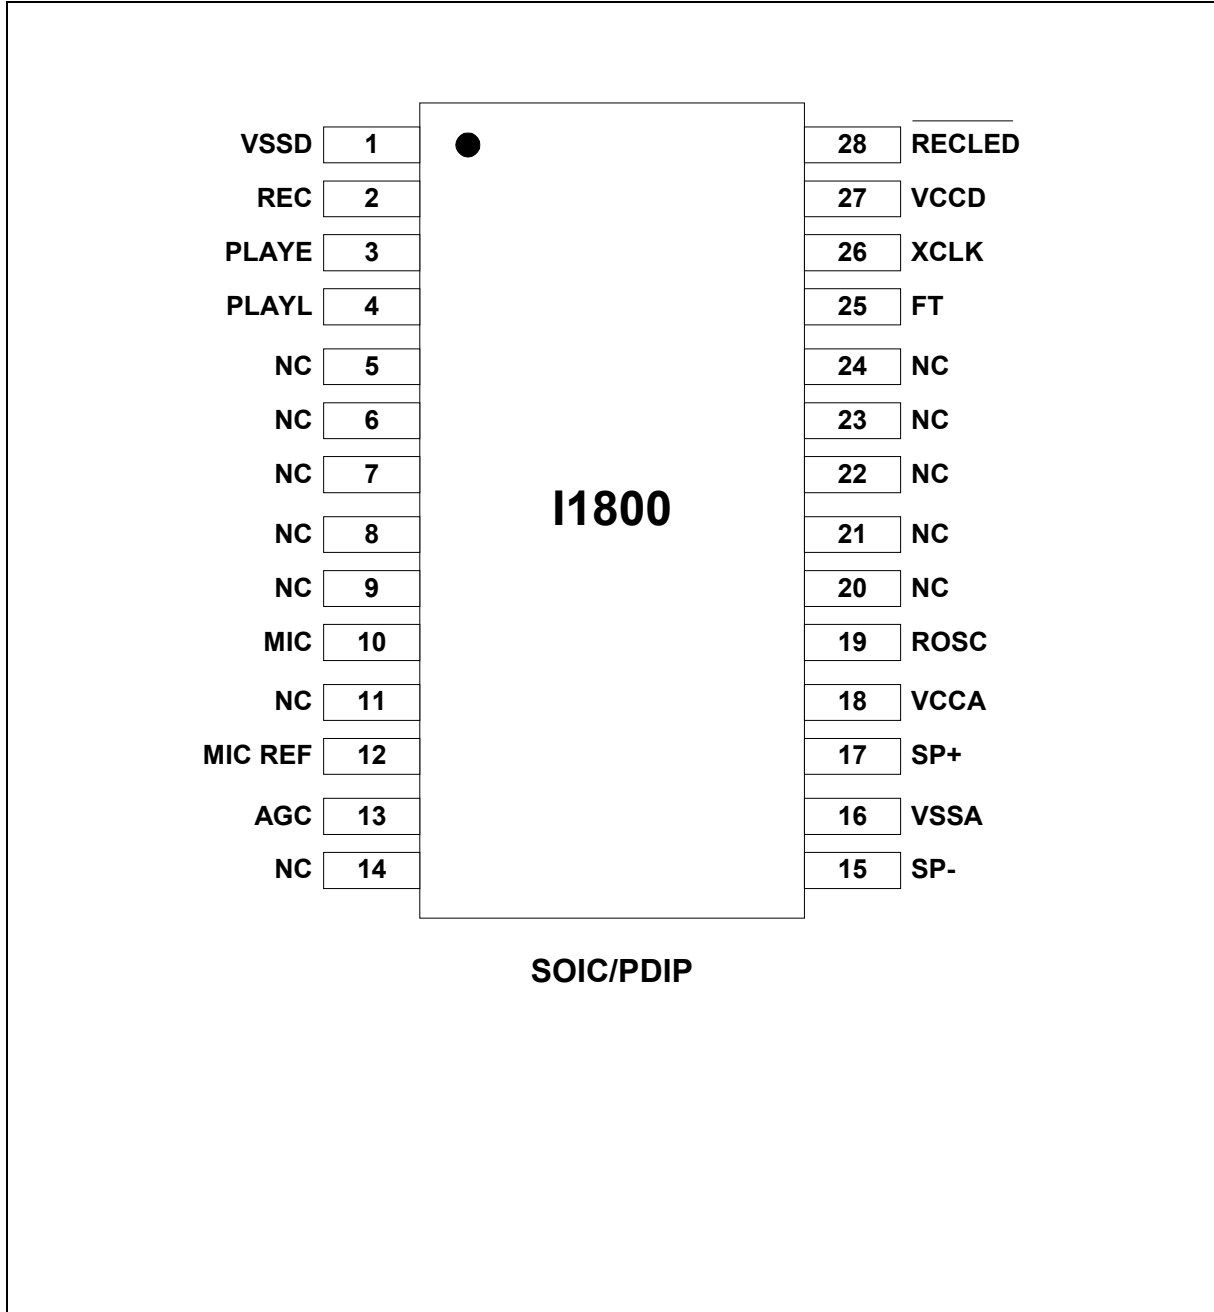 VSSD 1 28 RECLED
REC 2 27 VCCD
PLAYE 3 26 XCLK
PLAYL 4 25 FT
NC 5 24 NC
NC 6 23 NC
NC 7 22 NC
I1800
NC 8 21 NC
NC 9 20 NC
MIC 10 19 ROSC
NC 11 18 VCCA
MIC REF 12 17 SP+
AGC 13 16 VSSA
NC 14 15 SP-
SOIC/PDIP